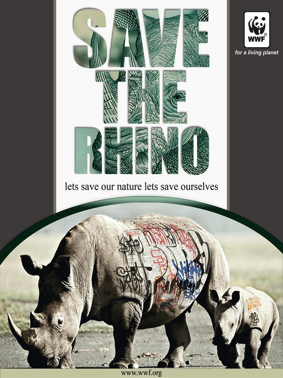 SAVE
THE
RHINO
WWF
for a living planet
lets save our nature lets save ourselves
www.wwf.org